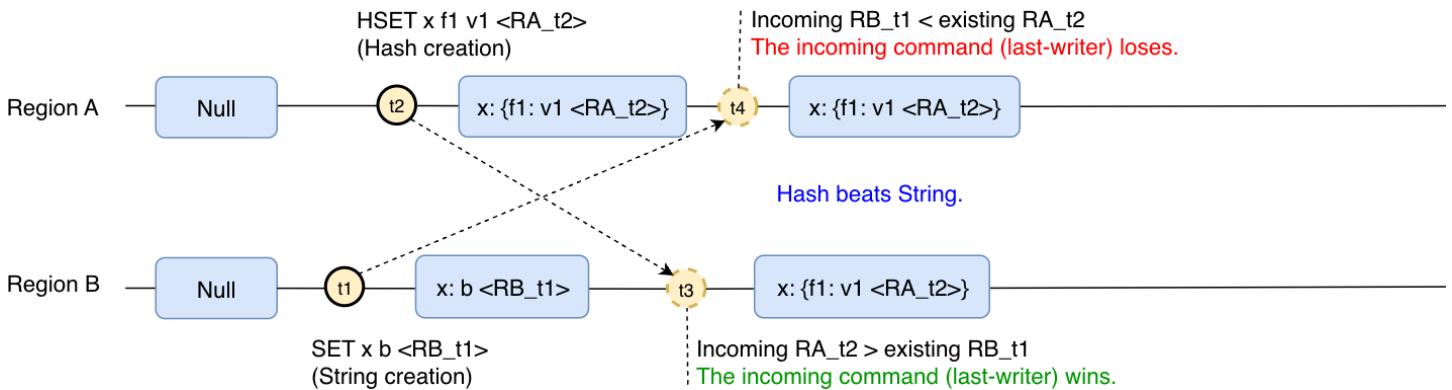 HSET x f1 v1 <RA_t2>
(Hash creation)
Incoming RB_t1 < existing RA_t2
The incoming command (last-writer) loses.
Region A
Null
t2
x: {f1: v1 <RA_t2>}
t4
x: {f1: v1 <RA_t2>}
Hash beats String.
Region B
Null
t1
x: b <RB_t1>
t3
x: {f1: v1 <RA_t2>}
SET x b <RB_t1>
(String creation)
Incoming RA_t2 > existing RB_t1
The incoming command (last-writer) wins.